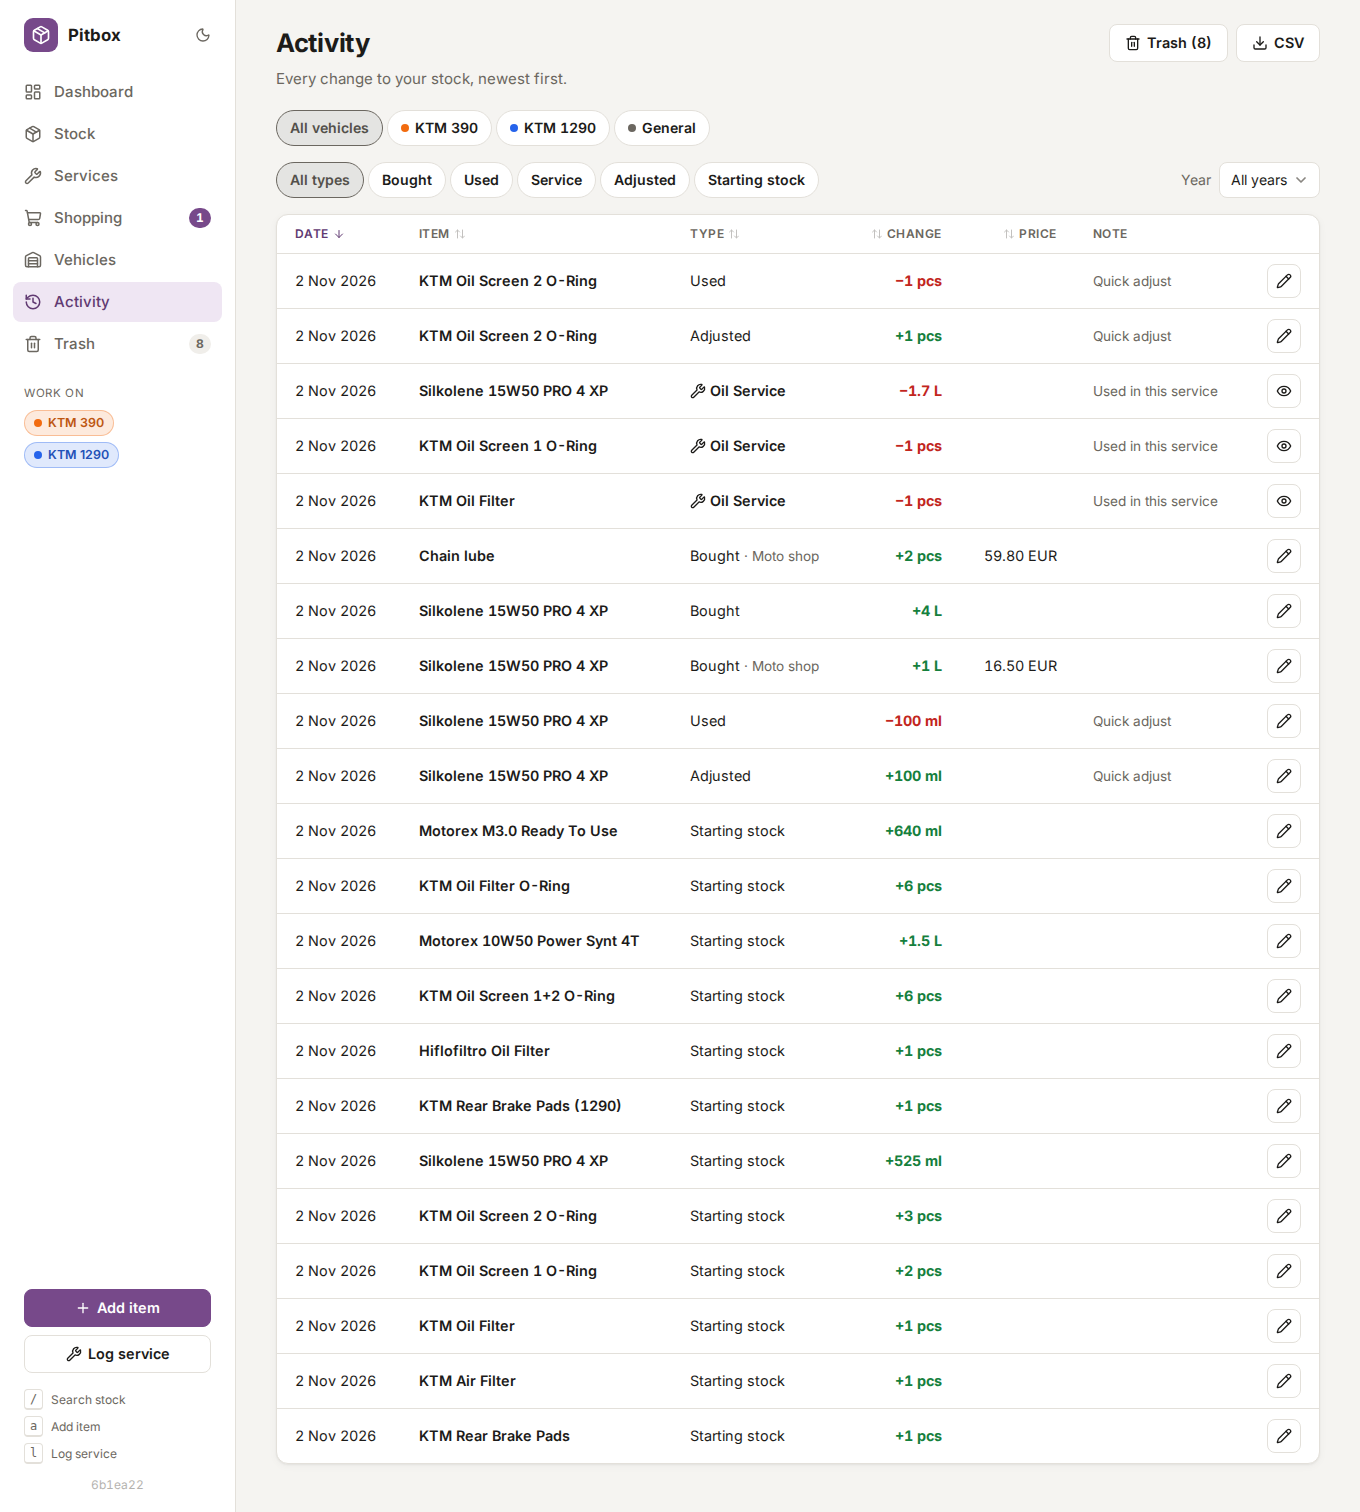 Pitbox
Dashboard
Stock
Services
Shopping 1
Vehicles
Activity
Trash 8
WORK ON
KTM 390
KTM 1290
Add item
Log service
/ Search stock
a Add item
l Log service
6b1ea22
Activity
Trash (8) CSV
Every change to your stock, newest first.
All vehicles KTM 390 KTM 1290 General
All types Bought Used Service Adjusted Starting stock Year All years
DATE ITEM TYPE CHANGE PRICE NOTE
2 Nov 2026 KTM Oil Screen 2 O-Ring Used −1 pcs Quick adjust
2 Nov 2026 KTM Oil Screen 2 O-Ring Adjusted +1 pcs Quick adjust
2 Nov 2026 Silkolene 15W50 PRO 4 XP Oil Service −1.7 L Used in this service
2 Nov 2026 KTM Oil Screen 1 O-Ring Oil Service −1 pcs Used in this service
2 Nov 2026 KTM Oil Filter Oil Service −1 pcs Used in this service
2 Nov 2026 Chain lube Bought · Moto shop +2 pcs 59.80 EUR
2 Nov 2026 Silkolene 15W50 PRO 4 XP Bought +4 L
2 Nov 2026 Silkolene 15W50 PRO 4 XP Bought · Moto shop +1 L 16.50 EUR
2 Nov 2026 Silkolene 15W50 PRO 4 XP Used −100 ml Quick adjust
2 Nov 2026 Silkolene 15W50 PRO 4 XP Adjusted +100 ml Quick adjust
2 Nov 2026 Motorex M3.0 Ready To Use Starting stock +640 ml
2 Nov 2026 KTM Oil Filter O-Ring Starting stock +6 pcs
2 Nov 2026 Motorex 10W50 Power Synt 4T Starting stock +1.5 L
2 Nov 2026 KTM Oil Screen 1+2 O-Ring Starting stock +6 pcs
2 Nov 2026 Hiflofiltro Oil Filter Starting stock +1 pcs
2 Nov 2026 KTM Rear Brake Pads (1290) Starting stock +1 pcs
2 Nov 2026 Silkolene 15W50 PRO 4 XP Starting stock +525 ml
2 Nov 2026 KTM Oil Screen 2 O-Ring Starting stock +3 pcs
2 Nov 2026 KTM Oil Screen 1 O-Ring Starting stock +2 pcs
2 Nov 2026 KTM Oil Filter Starting stock +1 pcs
2 Nov 2026 KTM Air Filter Starting stock +1 pcs
2 Nov 2026 KTM Rear Brake Pads Starting stock +1 pcs